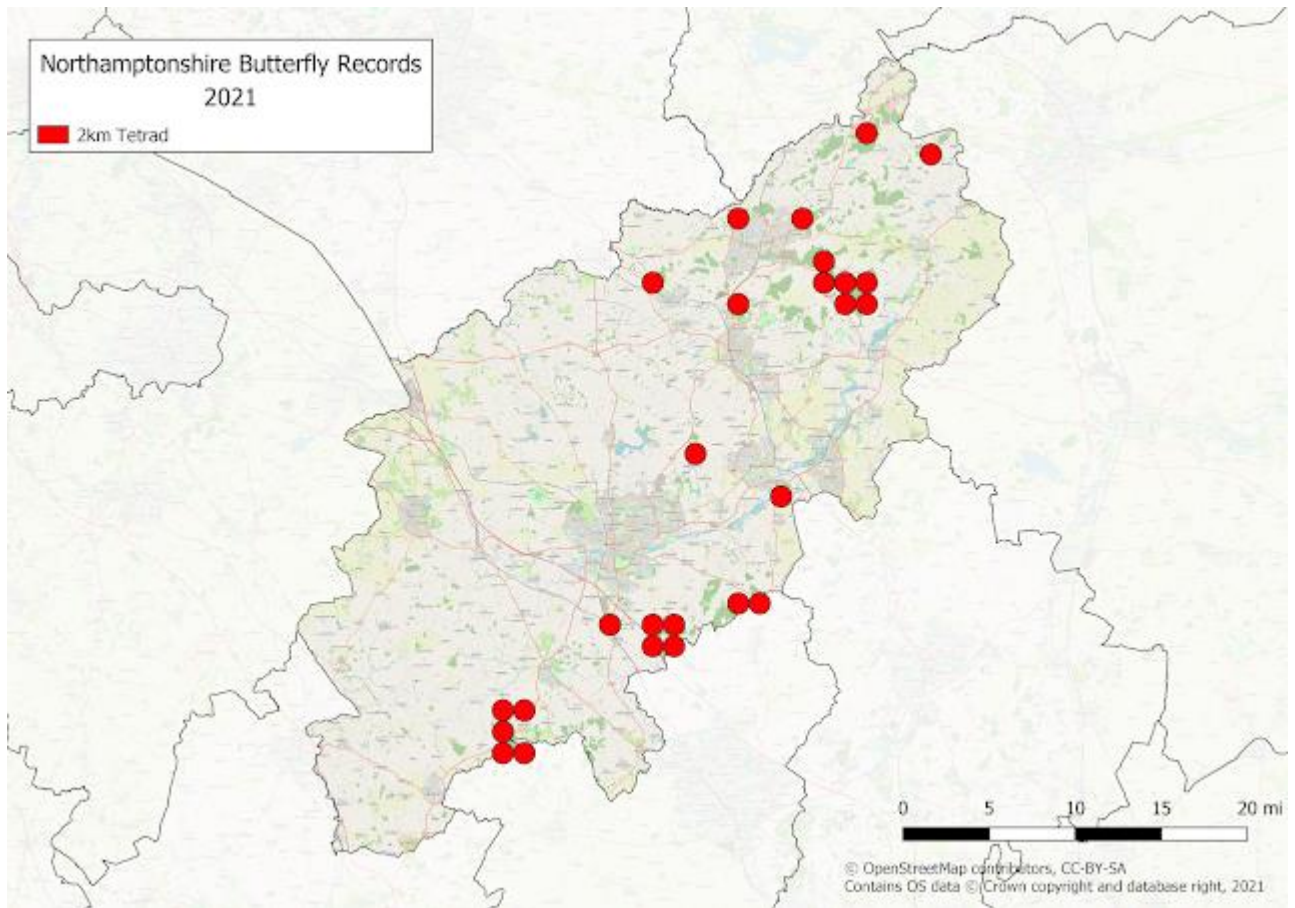 Northamptonshire Butterfly Records
2021
2km Tetrad
0 5 10 15 20 mi
© OpenStreetMap contributors, CC-BY-SA
Contains OS data © Crown copyright and database right, 2021